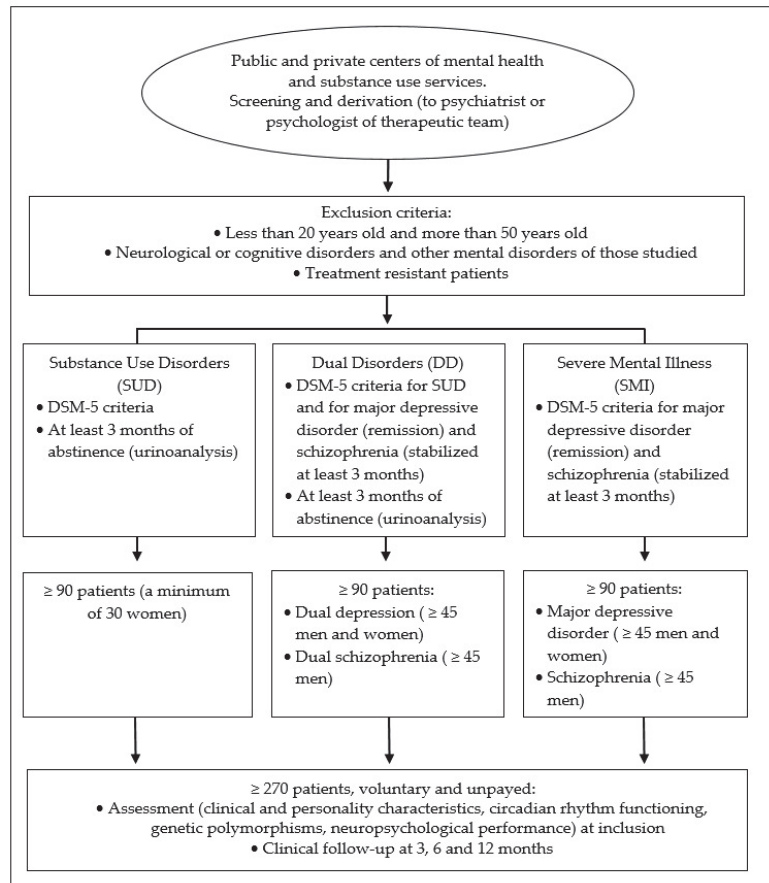 Public and private centers of mental health
and substance use services.
Screening and derivation (to psychiatrist or
psychologist of therapeutic team)
Exclusion criteria:
• Less than 20 years old and more than 50 years old
• Neurological or cognitive disorders and other mental disorders of those studied
• Treatment resistant patients
Substance Use Disorders
(SUD)
• DSM-5 criteria
• At least 3 months of
abstinence (urinoanalysis)
Dual Disorders (DD)
• DSM-5 criteria for SUD
and for major depressive
disorder (remission) and
schizophrenia (stabilized
at least 3 months)
• At least 3 months of
abstinence (urinoanalysis)
Severe Mental Illness
(SMI)
• DSM-5 criteria for major
depressive disorder
(remission) and
schizophrenia (stabilized
at least 3 months)
≥ 90 patients (a minimum
of 30 women)
≥ 90 patients:
• Dual depression ( ≥ 45
men and women)
• Dual schizophrenia ( ≥ 45
men)
≥ 90 patients:
• Major depressive
disorder ( ≥ 45 men and
women)
• Schizophrenia ( ≥ 45
men)
≥ 270 patients, voluntary and unpayed:
• Assessment (clinical and personality characteristics, circadian rhythm functioning,
genetic polymorphisms, neuropsychological performance) at inclusion
• Clinical follow-up at 3, 6 and 12 months